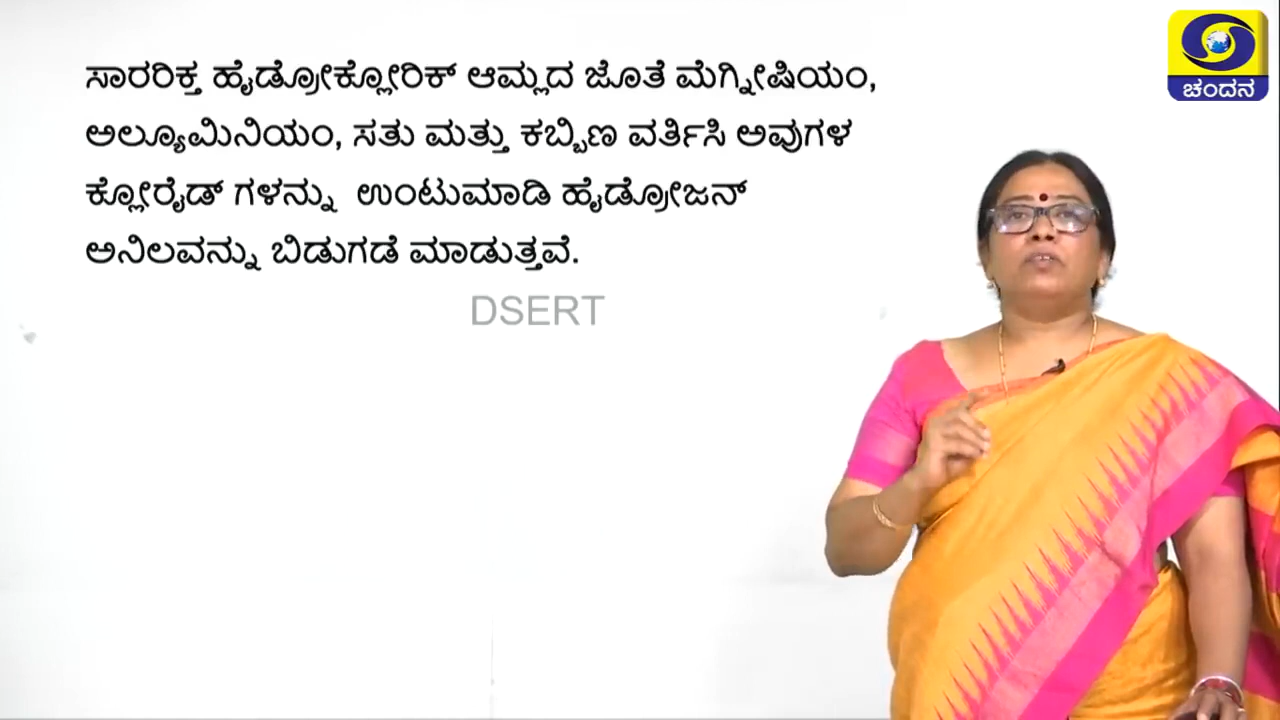 ಸಾರರಿಕ್ತ ಹೈಡ್ರೋಕ್ಲೋರಿಕ್ ಆಮ್ಲದ ಜೊತೆ ಮೆಗ್ನೀಷಿಯಂ,
ಅಲ್ಯೂಮಿನಿಯಂ, ಸತು ಮತ್ತು ಕಬ್ಬಿಣ ವರ್ತಿಸಿ ಅವುಗಳ
ಕ್ಲೋರೈಡ್ ಗಳನ್ನು ಉಂಟುಮಾಡಿ ಹೈಡ್ರೋಜನ್
ಅನಿಲವನ್ನು ಬಿಡುಗಡೆ ಮಾಡುತ್ತವೆ.
DSERT
ಚಂದನ